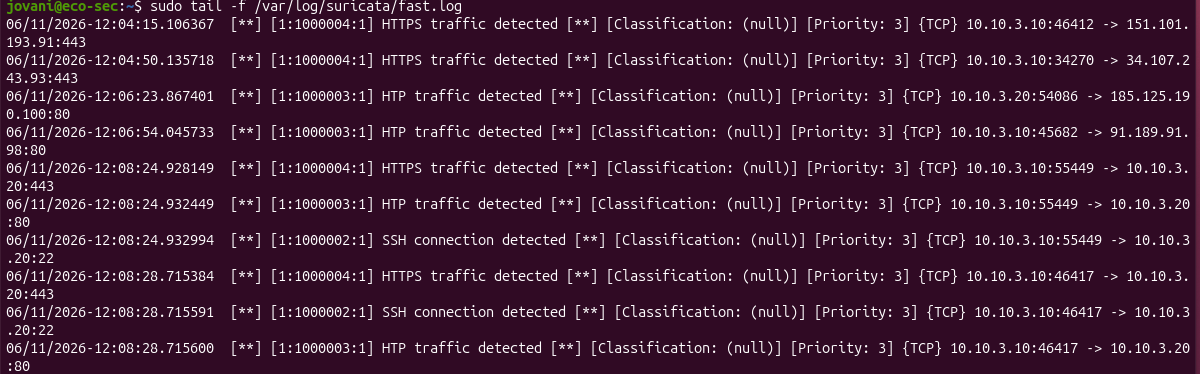 jovani@eco-sec:~$ sudo tail -f /var/log/suricata/fast.log
06/11/2026-12:04:15.106367  [**] [1:1000004:1] HTTPS traffic detected [**] [Classification: (null)] [Priority: 3] {TCP} 10.10.3.10:46412 -> 151.101.
193.91:443
06/11/2026-12:04:50.135718  [**] [1:1000004:1] HTTPS traffic detected [**] [Classification: (null)] [Priority: 3] {TCP} 10.10.3.10:34270 -> 34.107.2
43.93:443
06/11/2026-12:06:23.867401  [**] [1:1000003:1] HTP traffic detected [**] [Classification: (null)] [Priority: 3] {TCP} 10.10.3.20:54086 -> 185.125.19
0.100:80
06/11/2026-12:06:54.045733  [**] [1:1000003:1] HTP traffic detected [**] [Classification: (null)] [Priority: 3] {TCP} 10.10.3.10:45682 -> 91.189.91.
98:80
06/11/2026-12:08:24.928149  [**] [1:1000004:1] HTTPS traffic detected [**] [Classification: (null)] [Priority: 3] {TCP} 10.10.3.10:55449 -> 10.10.3.
20:443
06/11/2026-12:08:24.932449  [**] [1:1000003:1] HTP traffic detected [**] [Classification: (null)] [Priority: 3] {TCP} 10.10.3.10:55449 -> 10.10.3.20
:80
06/11/2026-12:08:24.932994  [**] [1:1000002:1] SSH connection detected [**] [Classification: (null)] [Priority: 3] {TCP} 10.10.3.10:55449 -> 10.10.3
.20:22
06/11/2026-12:08:28.715384  [**] [1:1000004:1] HTTPS traffic detected [**] [Classification: (null)] [Priority: 3] {TCP} 10.10.3.10:46417 -> 10.10.3.
20:443
06/11/2026-12:08:28.715591  [**] [1:1000002:1] SSH connection detected [**] [Classification: (null)] [Priority: 3] {TCP} 10.10.3.10:46417 -> 10.10.3
.20:22
06/11/2026-12:08:28.715600  [**] [1:1000003:1] HTP traffic detected [**] [Classification: (null)] [Priority: 3] {TCP} 10.10.3.10:46417 -> 10.10.3.20
:80